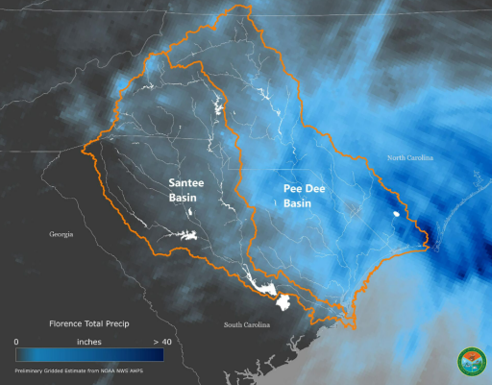 North Carolina
Santee
Basin
Pee Dee
Basin
Georgia
South Carolina
Florence Total Precip
0 inches > 40
Preliminary Gridded Estimate from NOAA NWS AHPS